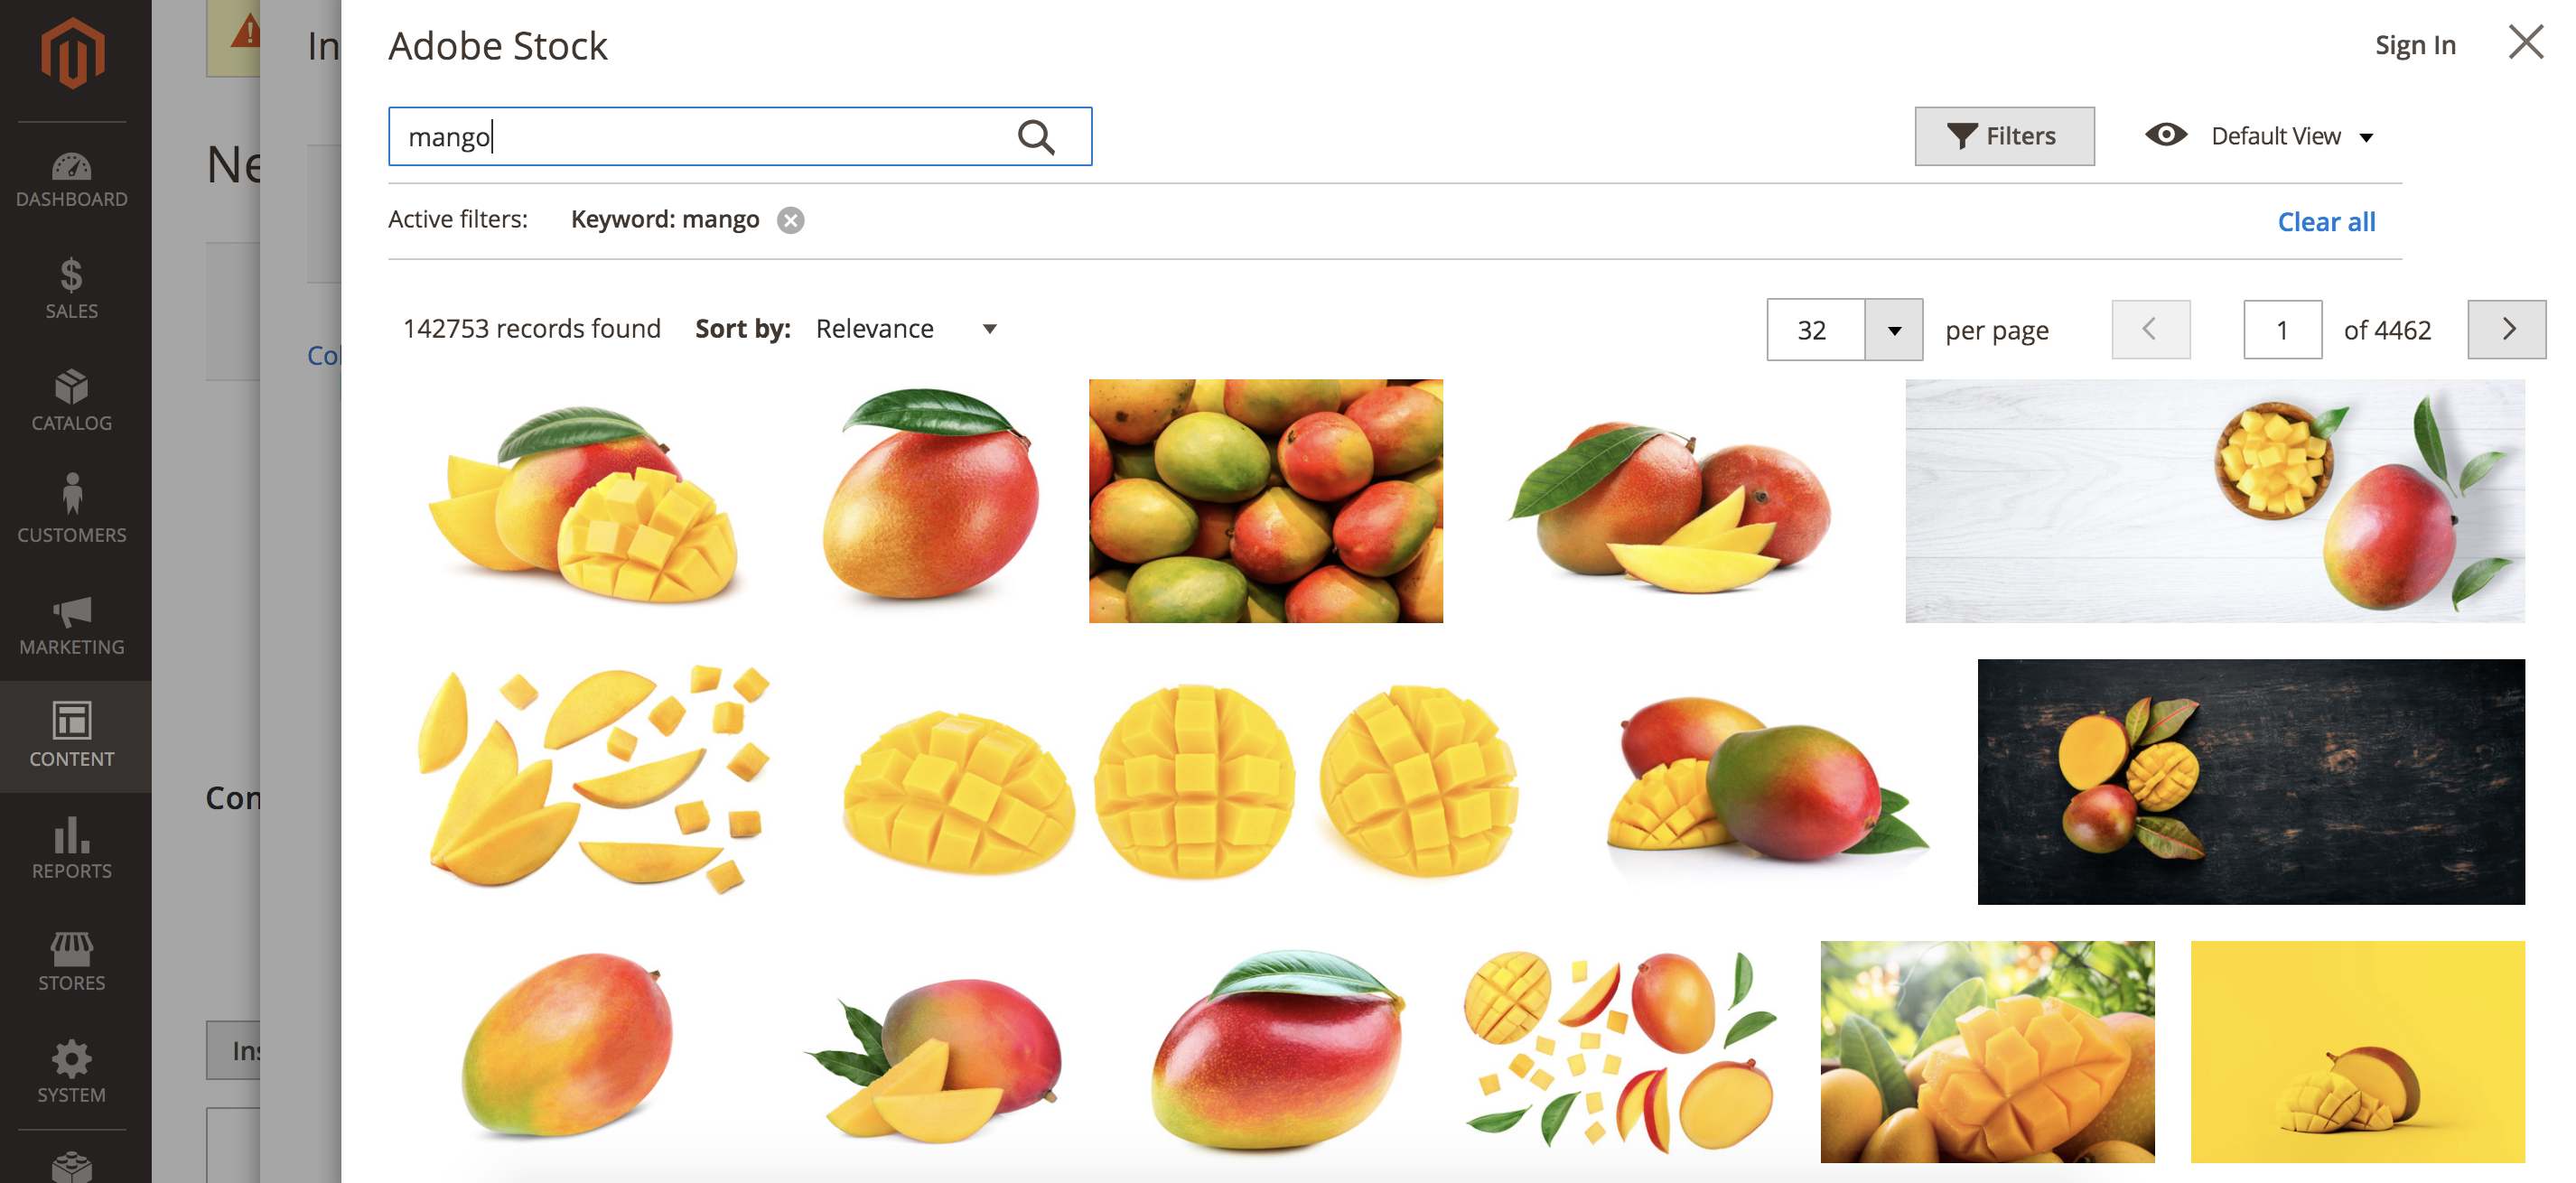 Adobe Stock
Sign In
mango
Filters
Default View
Active filters:
Keyword: mango
Clear all
142753 records found
Sort by:
Relevance
32
per page
1
of 4462
DASHBOARD
SALES
CATALOG
CUSTOMERS
MARKETING
CONTENT
REPORTS
STORES
SYSTEM
In
Ne
Col
Con
Ins